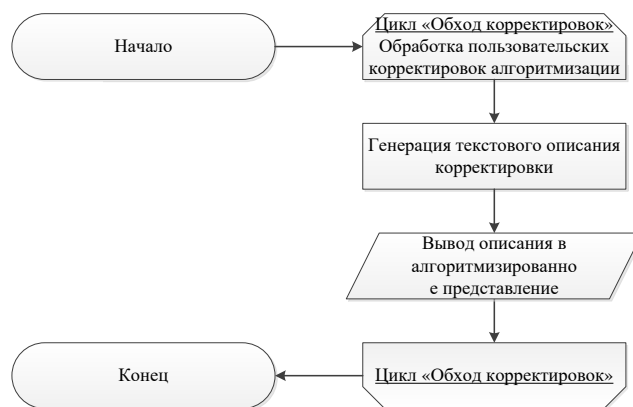 Начало
Цикл «Обход корректировок»
Обработка пользовательских
корректировок алгоритмизации
Генерация текстового описания
корректировки
Вывод описания в
алгоритмизированно
е представление
Конец
Цикл «Обход корректировок»